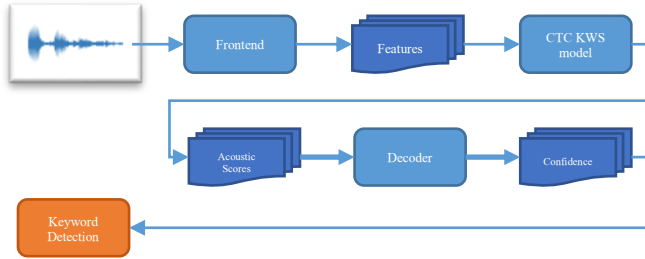 Frontend
Features
CTC KWS
model
Acoustic
Scores
Decoder
Confidence
Keyword
Detection